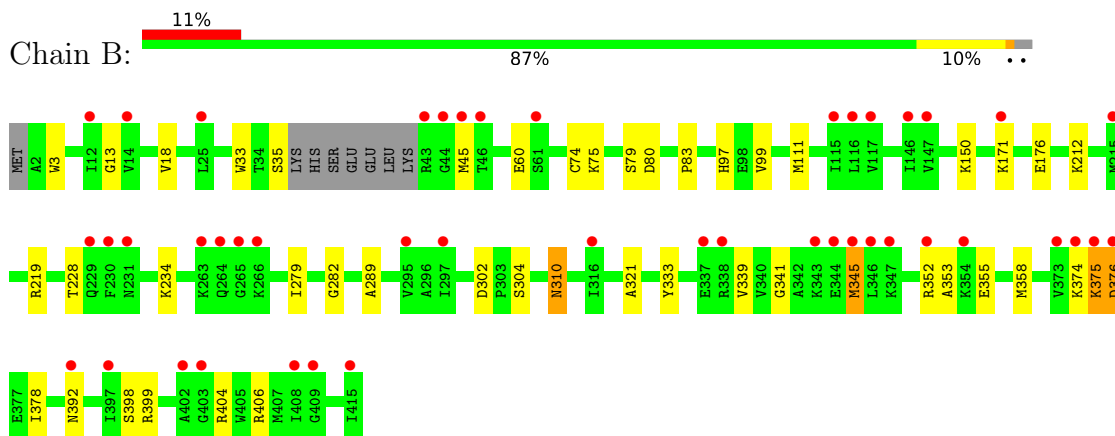 11%
Chain B:
87% 10% • •
MET A2 W3 I12 G13 V14 V18 L25 W33 T34 S35 LYS HIS SER GLU GLU LEU LYS R43 G44 M45 T46 E60 S61 C74 K75 S79 D80 P83 H97 E98 V99 M111 I115 L116 V117 I146 V147 K150 K171 E176 K212 M215
R219 T228 Q229 F230 N231 K234 K263 Q264 G265 K266 I279 G282 A289 V295 A296 I297 D302 P303 S304 N310 I316 A321 Y333 E337 R338 V339 V340 G341 A342 K343 E344 M345 L346 K347 R352 A353 K354 E355 M358 V373 K374 K375 D376
E377 I378 N392 I397 S398 R399 A402 G403 R404 W405 R406 M407 I408 G409 I415